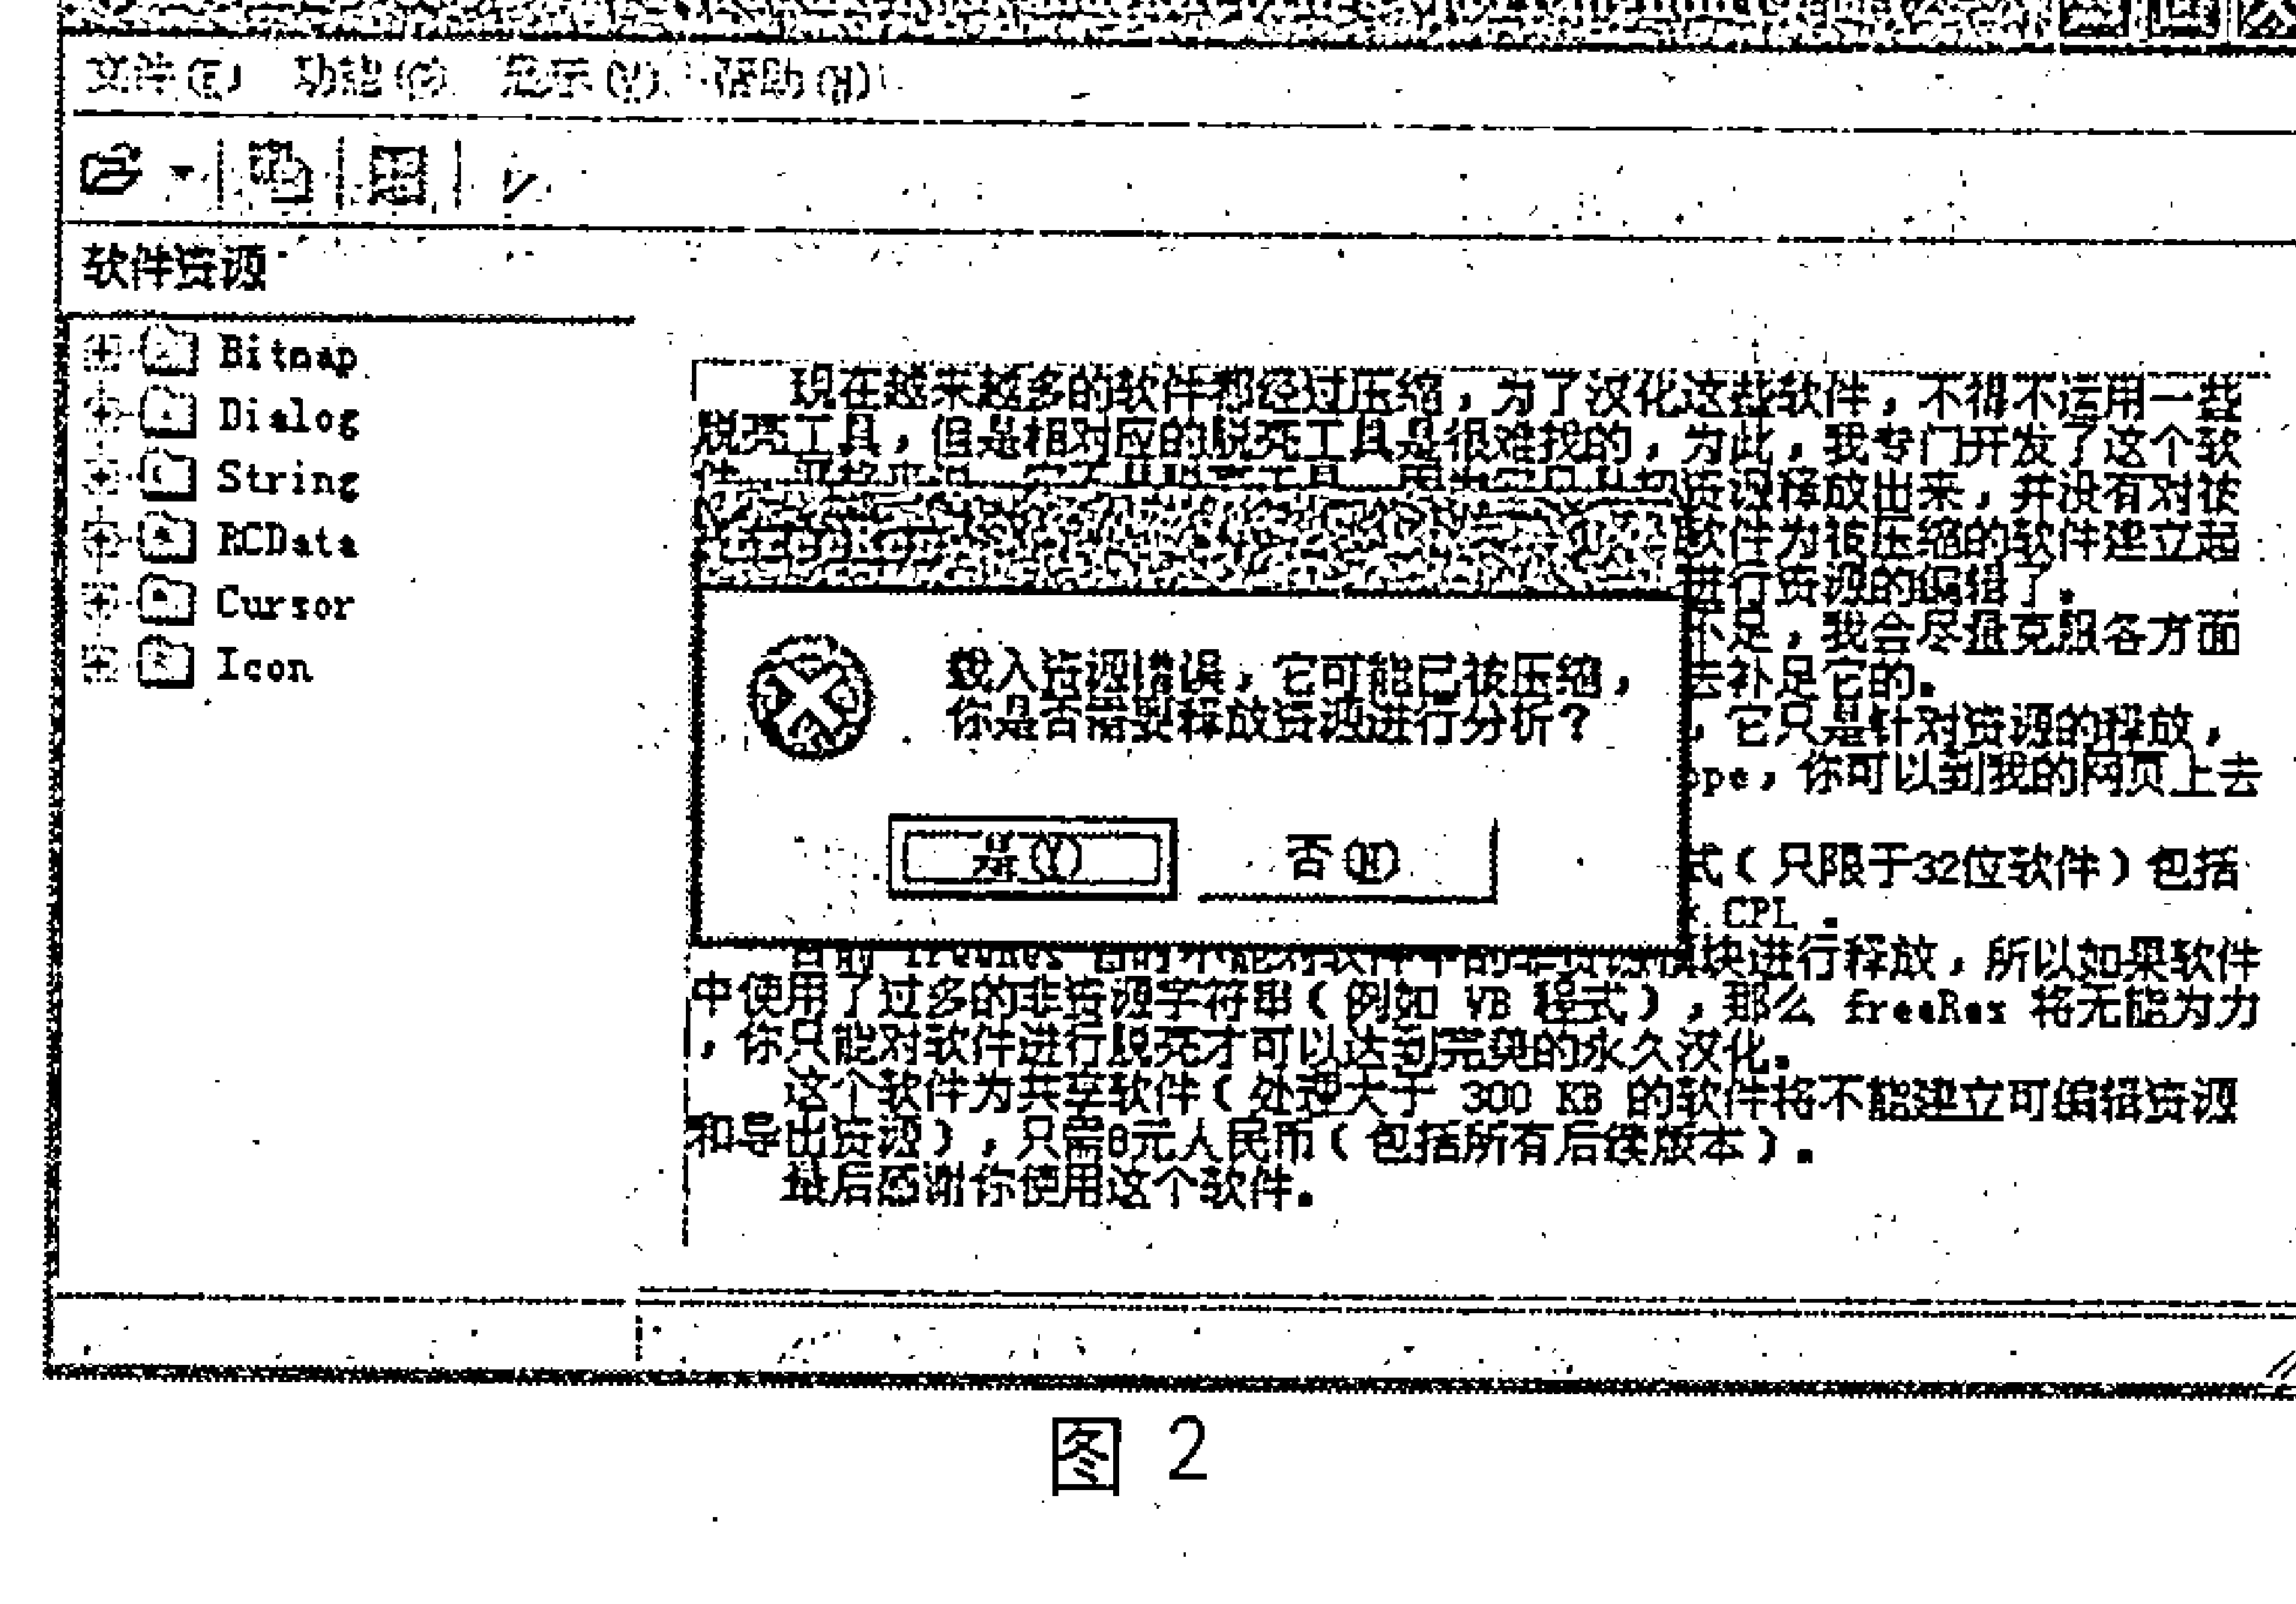 文件(F) 功能(C) 显示(V) 帮助(H)
软件资源
Bitmap
Dialog
String
RCData
Cursor
Icon
现在越来越多的软件都经过压缩，为了汉化这些软件，不得不运用一些
脱壳工具，但是相对应的脱壳工具是很难找的，为此，我专门开发了这个软
资源释放出来，并没有对被
软件为被压缩的软件建立起
进行资源的编辑了。
不足，我会尽量克服各方面
去补足它的。
，它只是针对资源的释放，
ope，你可以到我的网页上去
式（只限于32位软件）包括
CPL 。
载入资源错误，它可能已被压缩，
你是否需要释放资源进行分析？
是(Y) 否(N)
目前 freeRes 暂时不能对软件中的
块进行释放，所以如果软件
中使用了过多的非资源字符串（例如 VB 程式），那么 freeRes 将无能为力
，你只能对软件进行脱壳才可以达到完美的永久汉化。
这个软件为共享软件（处理大于 300 KB 的软件将不能建立可编辑资源
和导出资源），只需8元人民币（包括所有后续版本）。
最后感谢你使用这个软件。
图 2